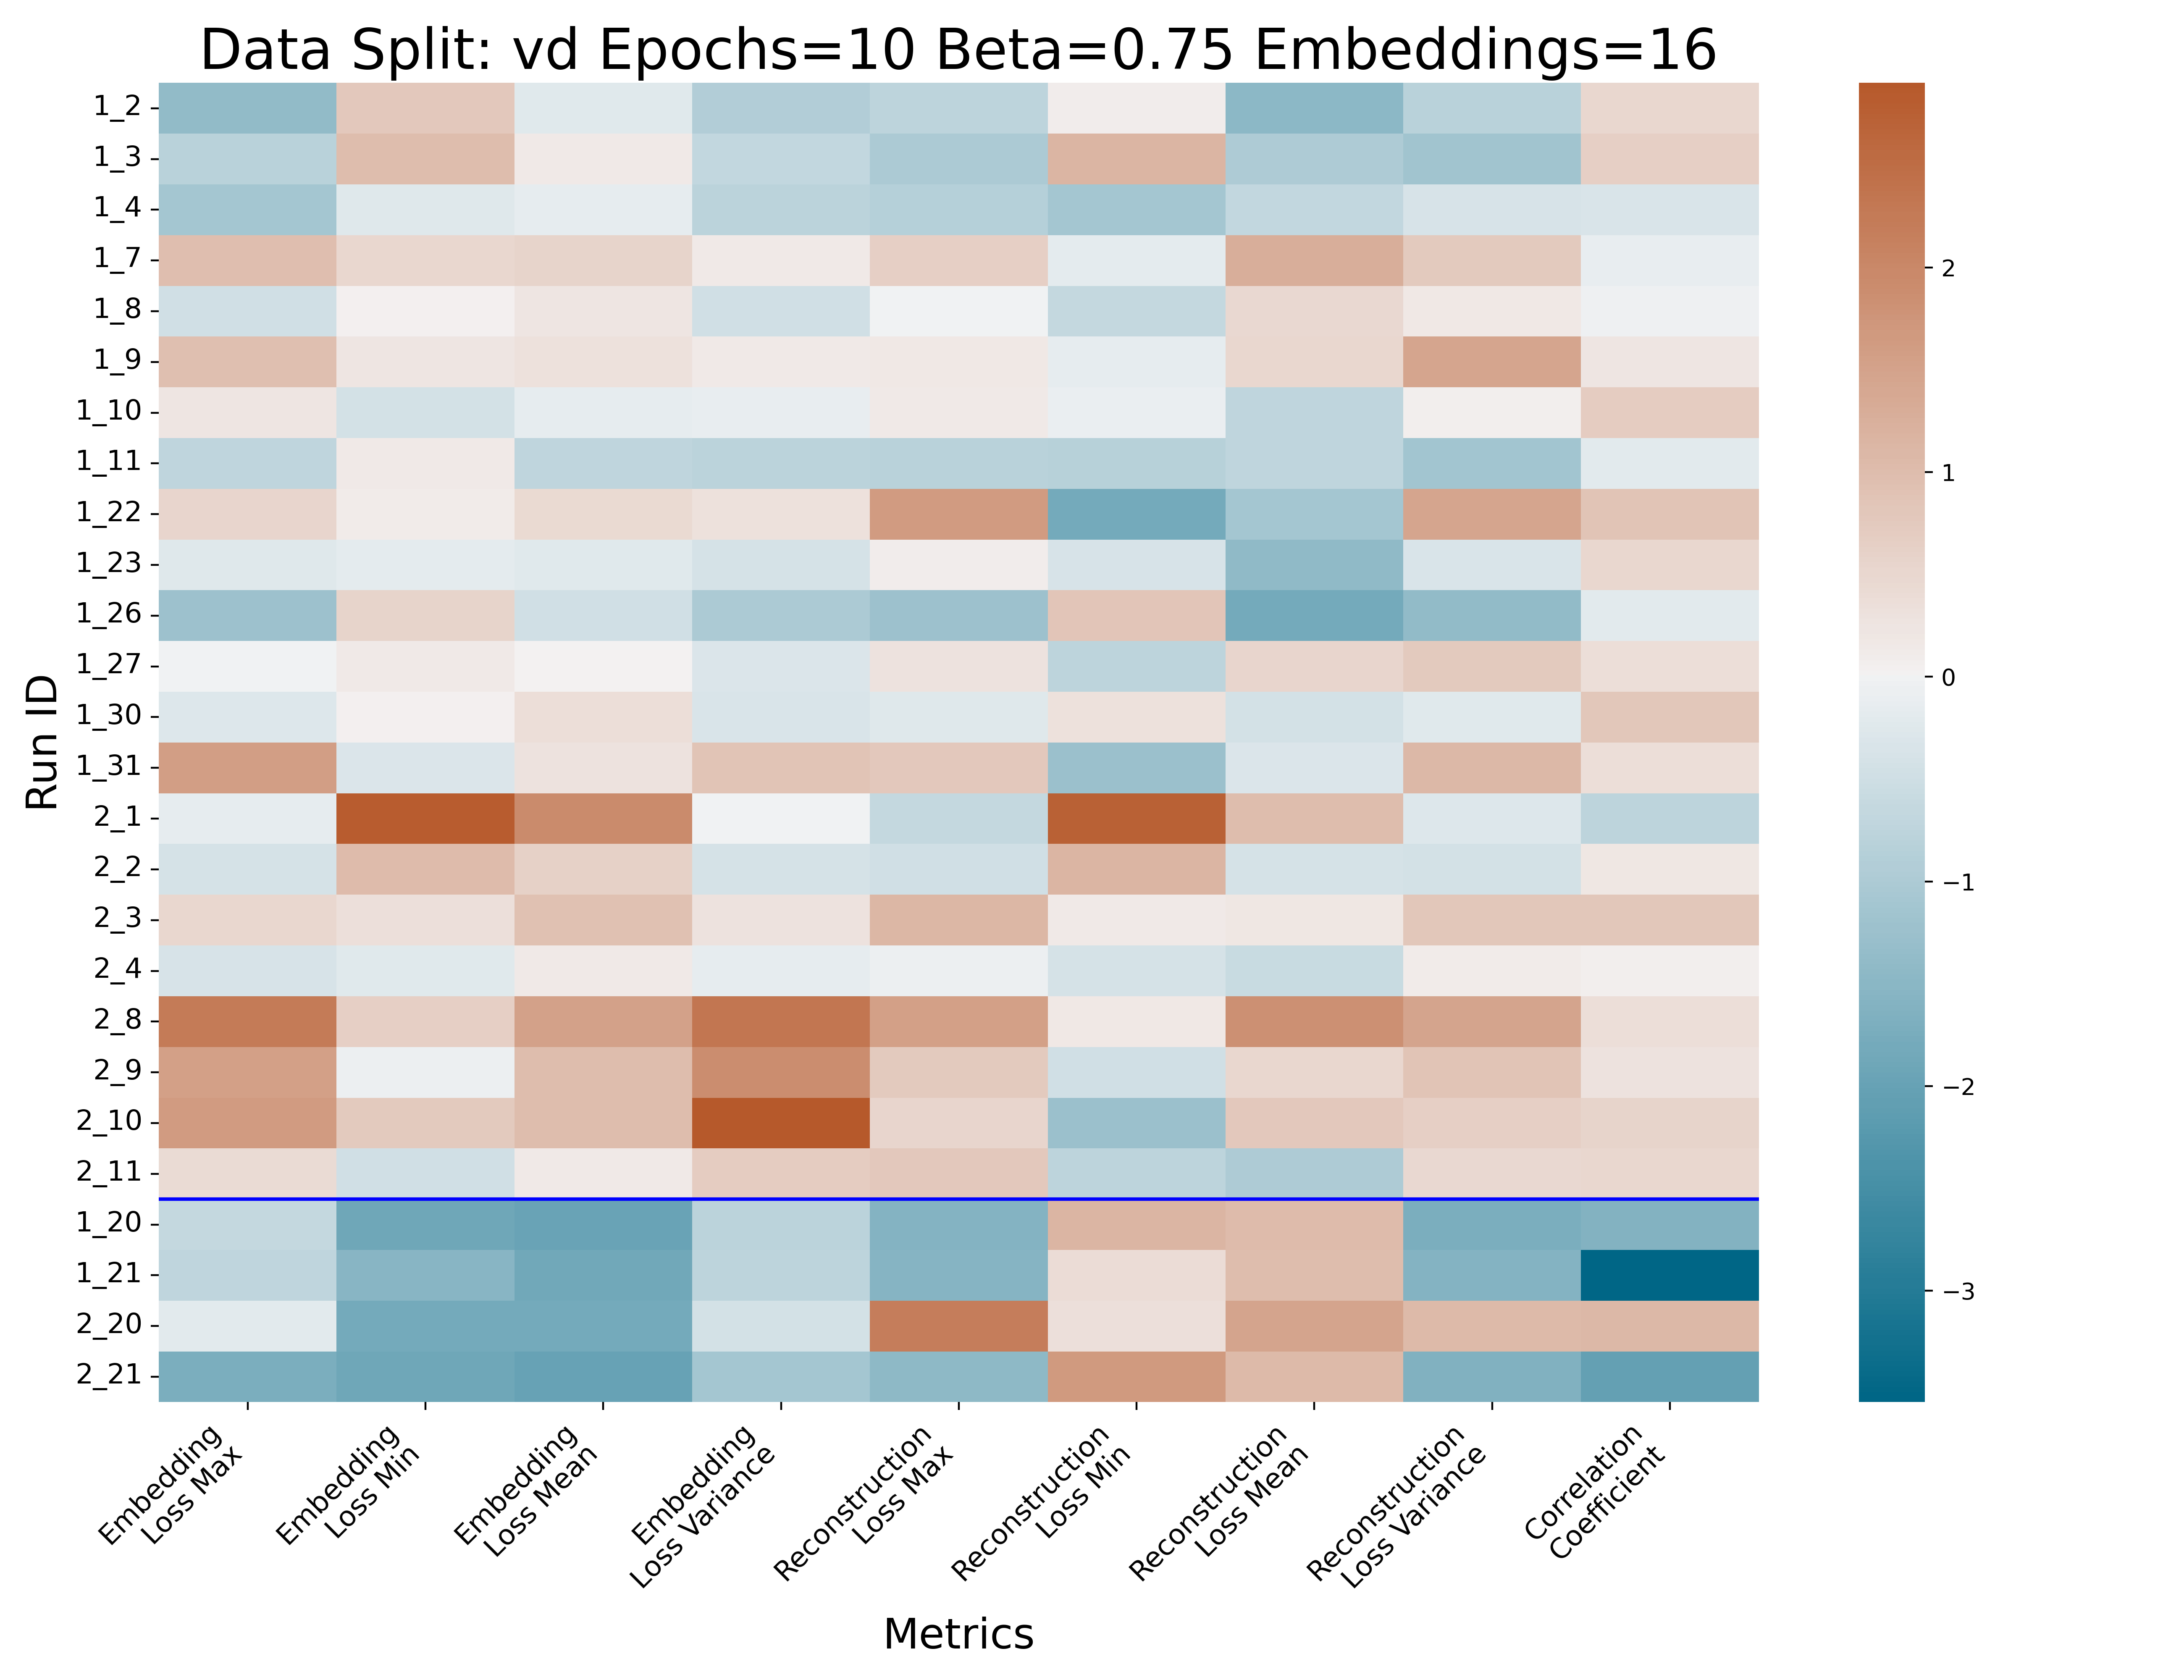 Data Split: vd Epochs=10 Beta=0.75 Embeddings=16
Run ID
1_2
1_3
1_4
1_7
1_8
1_9
1_10
1_11
1_22
1_23
1_26
1_27
1_30
1_31
2_1
2_2
2_3
2_4
2_8
2_9
2_10
2_11
1_20
1_21
2_20
2_21
Embedding
Loss Max
Embedding
Loss Min
Embedding
Loss Mean
Embedding
Loss Variance
Reconstruction
Loss Max
Reconstruction
Loss Min
Reconstruction
Loss Mean
Reconstruction
Loss Variance
Correlation
Coefficient
Metrics
2
1
0
−1
−2
−3